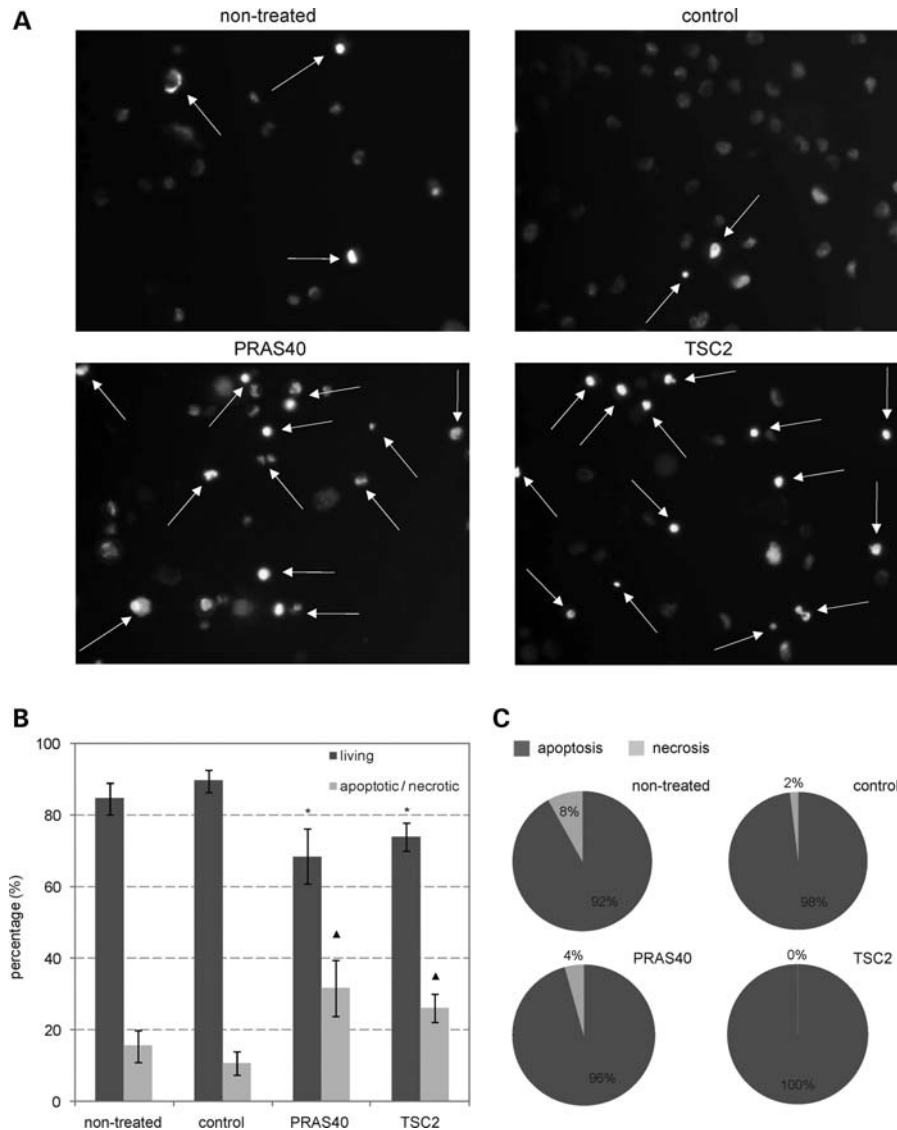 A
non-treated
control
PRAS40
TSC2
B
100
80
60
40
20
0
percentage (%)
living
apoptotic / necrotic
*
*
▲
▲
non-treated
control
PRAS40
TSC2
C
apoptosis
necrosis
non-treated
8%
92%
control
2%
98%
PRAS40
4%
96%
TSC2
0%
100%